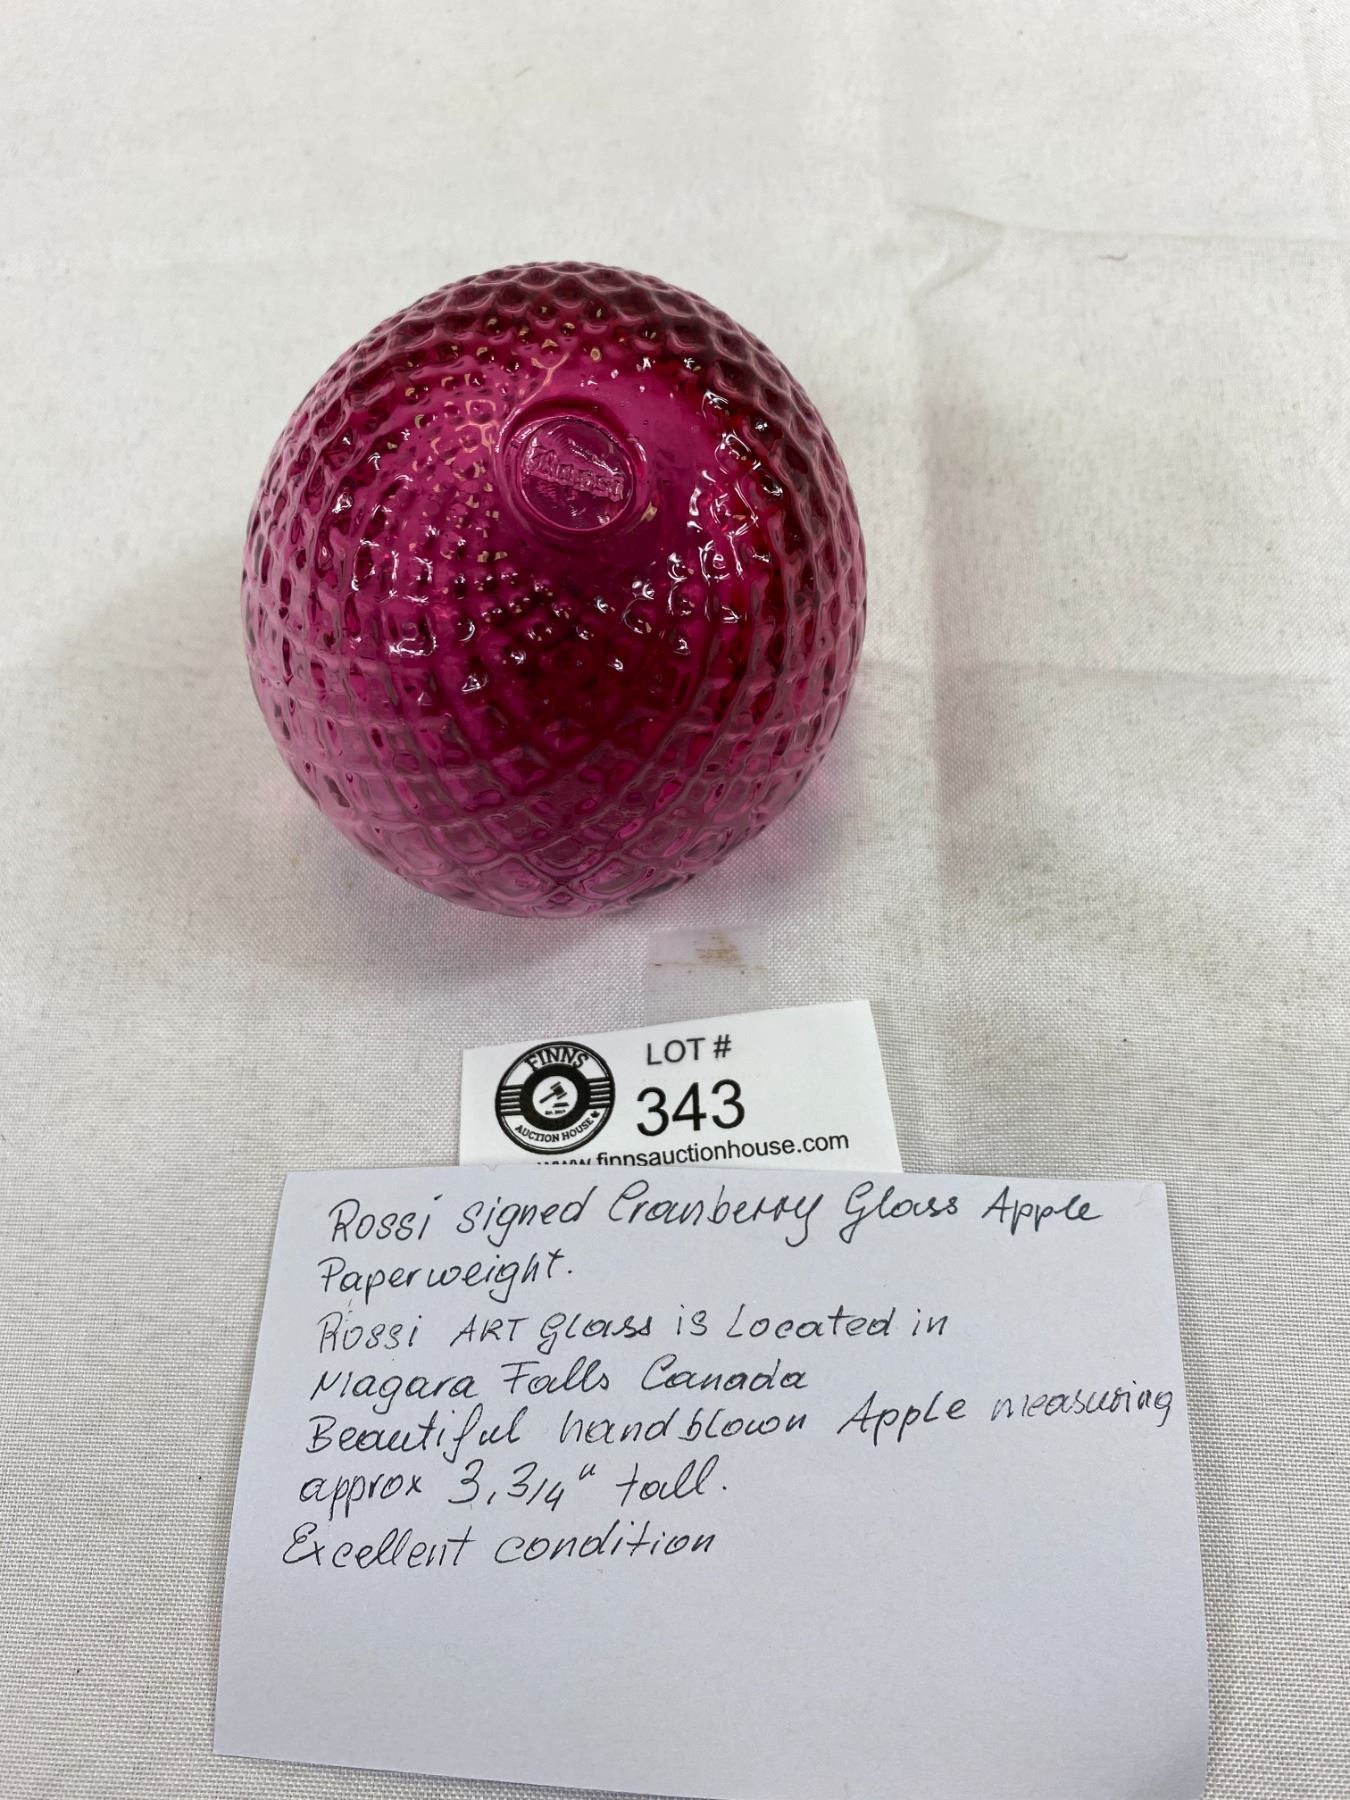 FINNS
AUCTION HOUSE
LOT #
343
www.finnsauctionhouse.com
Rossi signed Cranberry Glass Apple
Paperweight.
Rossi ART Glass is Located in
Niagara Falls Canada
Beautiful handblown Apple measuring
approx 3,3/4" tall.
Excellent condition